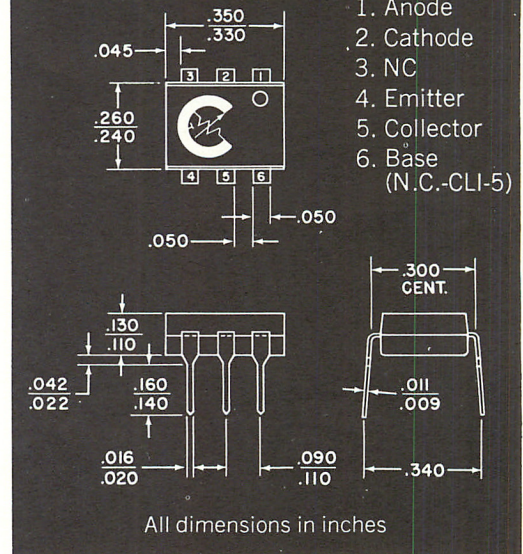 .350
.330
.045
1. Anode
2. Cathode
3. NC
4. Emitter
5. Collector
6. Base
(N.C.-CLI-5)
3 2 1
.260
.240
4 5 6
.050
.050
.300
CENT.
.130
.110
.042
.022
.160
.140
.011
.009
.016
.020
.090
.110
.340
All dimensions in inches